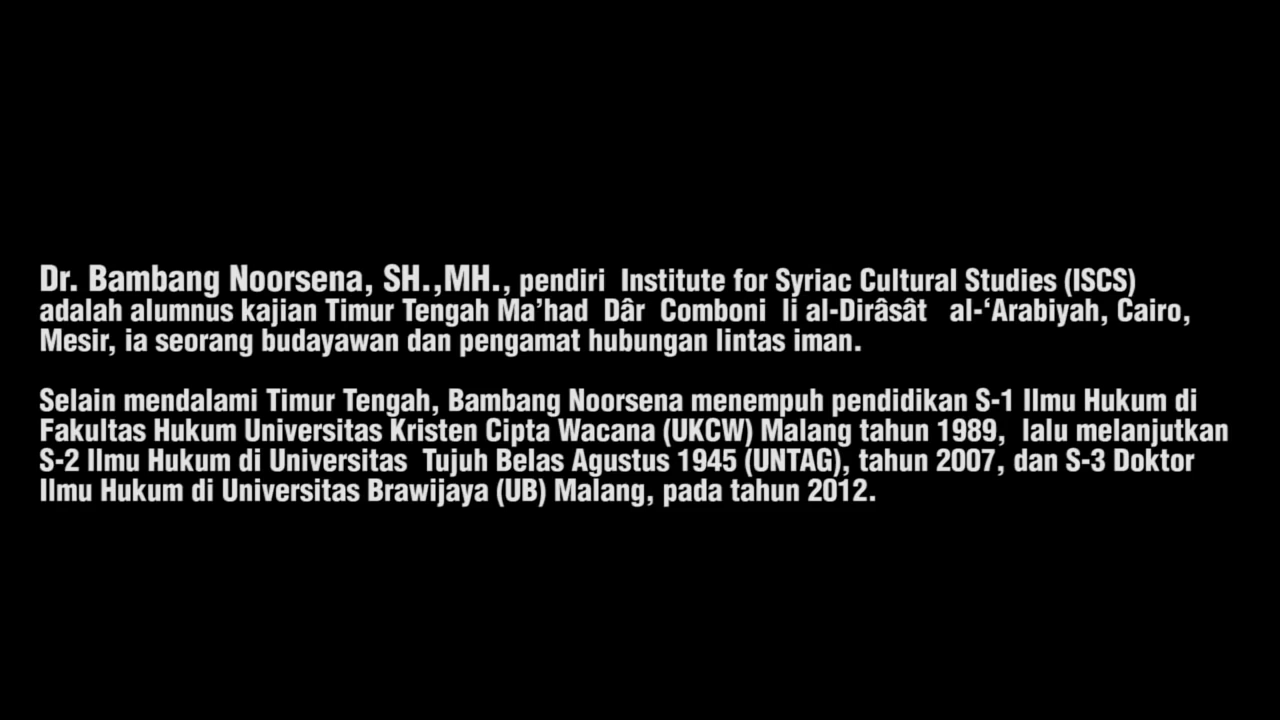 Dr. Bambang Noorsena, SH.,MH., pendiri  Institute for Syriac Cultural Studies (ISCS)
adalah alumnus kajian Timur Tengah Ma’had  Dâr  Comboni  li al-Dirâsât   al-‘Arabiyah, Cairo,
Mesir, ia seorang budayawan dan pengamat hubungan lintas iman.
Selain mendalami Timur Tengah, Bambang Noorsena menempuh pendidikan S-1 Ilmu Hukum di
Fakultas Hukum Universitas Kristen Cipta Wacana (UKCW) Malang tahun 1989,  lalu melanjutkan
S-2 Ilmu Hukum di Universitas  Tujuh Belas Agustus 1945 (UNTAG), tahun 2007, dan S-3 Doktor
Ilmu Hukum di Universitas Brawijaya (UB) Malang, pada tahun 2012.